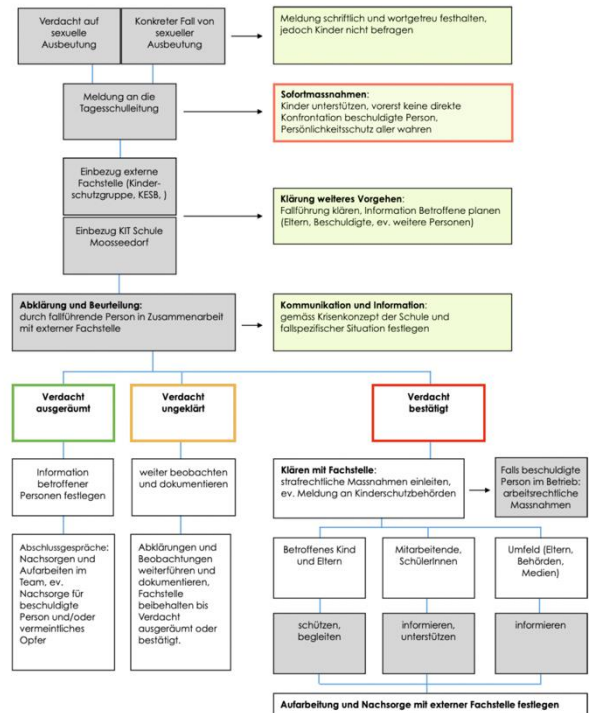 Verdacht auf
sexuelle
Ausbeutung
Konkreter Fall von
sexueller
Ausbeutung
Meldung schriftlich und wortgetreu festhalten,
jedoch Kinder nicht befragen
Meldung an die
Tagesschulleitung
Sofortmassnahmen:
Kinder unterstützen, vorerst keine direkte
Konfrontation beschuldigte Person,
Persönlichkeitsschutz aller wahren
Einbezug externe
Fachstelle (Kinder-
schutzgruppe, KESB, )
Einbezug KIT Schule
Moosseedorf
Klärung weiteres Vorgehen:
Fallführung klären, Information Betroffene planen
(Eltern, Beschuldigte, ev. weitere Personen)
Abklärung und Beurteilung:
durch fallführende Person in Zusammenarbeit
mit externer Fachstelle
Kommunikation und Information:
gemäss Krisenkonzept der Schule und
fallspezifischer Situation festlegen
Verdacht
ausgeräumt
Verdacht
ungeklärt
Verdacht
bestätigt
Information
betroffener
Personen festlegen
weiter beobachten
und dokumentieren
Klären mit Fachstelle:
strafrechtliche Massnahmen einleiten,
ev. Meldung an Kinderschutzbehörden
Falls beschuldigte
Person im Betrieb:
arbeitsrechtliche
Massnahmen
Abschlussgespräche:
Nachsorgen und
Aufarbeiten im
Team, ev.
Nachsorge für
beschuldigte
Person und/oder
vermeintliches
Opfer
Abklärungen und
Beobachtungen
weiterführen und
dokumentieren,
Fachstelle
beibehalten bis
Verdacht
ausgeräumt oder
bestätigt.
Betroffenes Kind
und Eltern
Mitarbeitende,
SchülerInnen
Umfeld (Eltern,
Behörden,
Medien)
schützen,
begleiten
informieren,
unterstützen
informieren
Aufarbeitung und Nachsorge mit externer Fachstelle festlegen